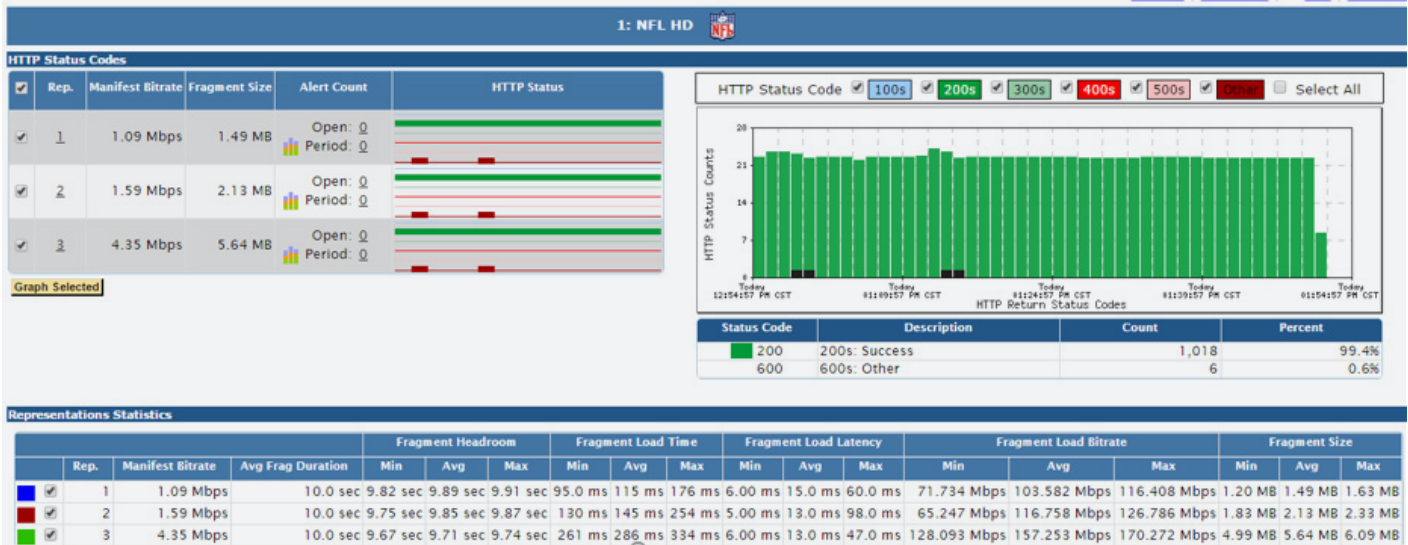 1: NFL HD NFL
HTTP Status Codes
Rep. Manifest Bitrate Fragment Size Alert Count HTTP Status
1 1.09 Mbps 1.49 MB Open: 0
Period: 0
2 1.59 Mbps 2.13 MB Open: 0
Period: 0
3 4.35 Mbps 5.64 MB Open: 0
Period: 0
Graph Selected
HTTP Status Code 100s 200s 300s 400s 500s Other Select All
HTTP Status Counts
28
21
14
7
0
Today Today Today Today Today
12:54:57 PM CST 01:09:57 PM CST 01:24:57 PM CST 01:39:57 PM CST 01:54:57 PM CST
HTTP Return Status Codes
Status Code Description Count Percent
200 200s: Success 1,018 99.4%
600 600s: Other 6 0.6%
Representations Statistics
Fragment Headroom Fragment Load Time Fragment Load Latency Fragment Load Bitrate Fragment Size
Rep. Manifest Bitrate Avg Frag Duration Min Avg Max Min Avg Max Min Avg Max Min Avg Max Min Avg Max
1 1.09 Mbps 10.0 sec 9.82 sec 9.89 sec 9.91 sec 95.0 ms 115 ms 176 ms 6.00 ms 15.0 ms 60.0 ms 71.734 Mbps 103.582 Mbps 116.408 Mbps 1.20 MB 1.49 MB 1.63 MB
2 1.59 Mbps 10.0 sec 9.75 sec 9.85 sec 9.87 sec 130 ms 145 ms 254 ms 5.00 ms 13.0 ms 98.0 ms 65.247 Mbps 116.758 Mbps 126.786 Mbps 1.83 MB 2.13 MB 2.33 MB
3 4.35 Mbps 10.0 sec 9.67 sec 9.71 sec 9.74 sec 261 ms 286 ms 334 ms 6.00 ms 13.0 ms 47.0 ms 128.093 Mbps 157.253 Mbps 170.272 Mbps 4.99 MB 5.64 MB 6.09 MB